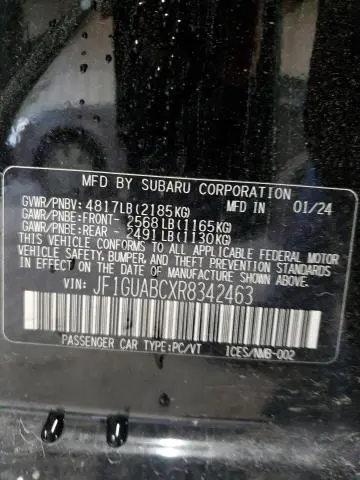 MFD BY SUBARU CORPORATION
GVWR/PNBV: 4817LB(2185KG) MFD IN 01/24
GAWR/PNBE:FRONT- 2568LB(1165KG)
GAWR/PNBE:REAR - 2491LB(1130KG)
THIS VEHICLE CONFORMS TO ALL APPLICABLE FEDERAL MOTOR
VEHICLE SAFETY, BUMPER, AND THEFT PREVENTION STANDARDS
IN EFFECT ON THE DATE OF MANUFACTURE SHOWN ABOVE.
VIN: JF1GUABCXR8342463
PASSENGER CAR TYPE:PC/VT ICES/NMB-002